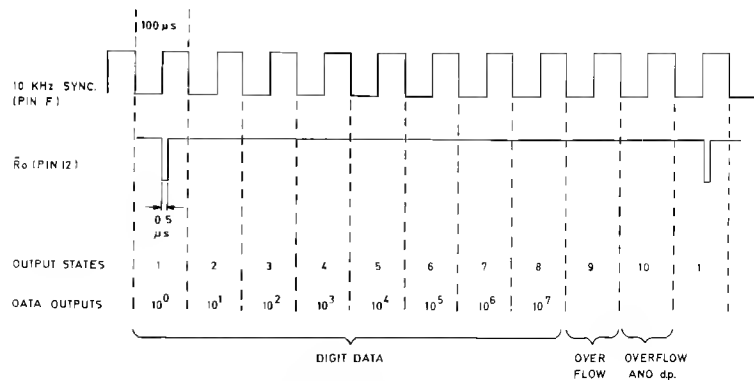 100 µs
10 KHz SYNC.
(PIN F)
R̄o (PIN 12)
0·5
µs
OUTPUT STATES 1 2 3 4 5 6 7 8 9 10 1
DATA OUTPUTS 10⁰ 10¹ 10² 10³ 10⁴ 10⁵ 10⁶ 10⁷
DIGIT DATA
OVER
FLOW
OVERFLOW
AND d.p.